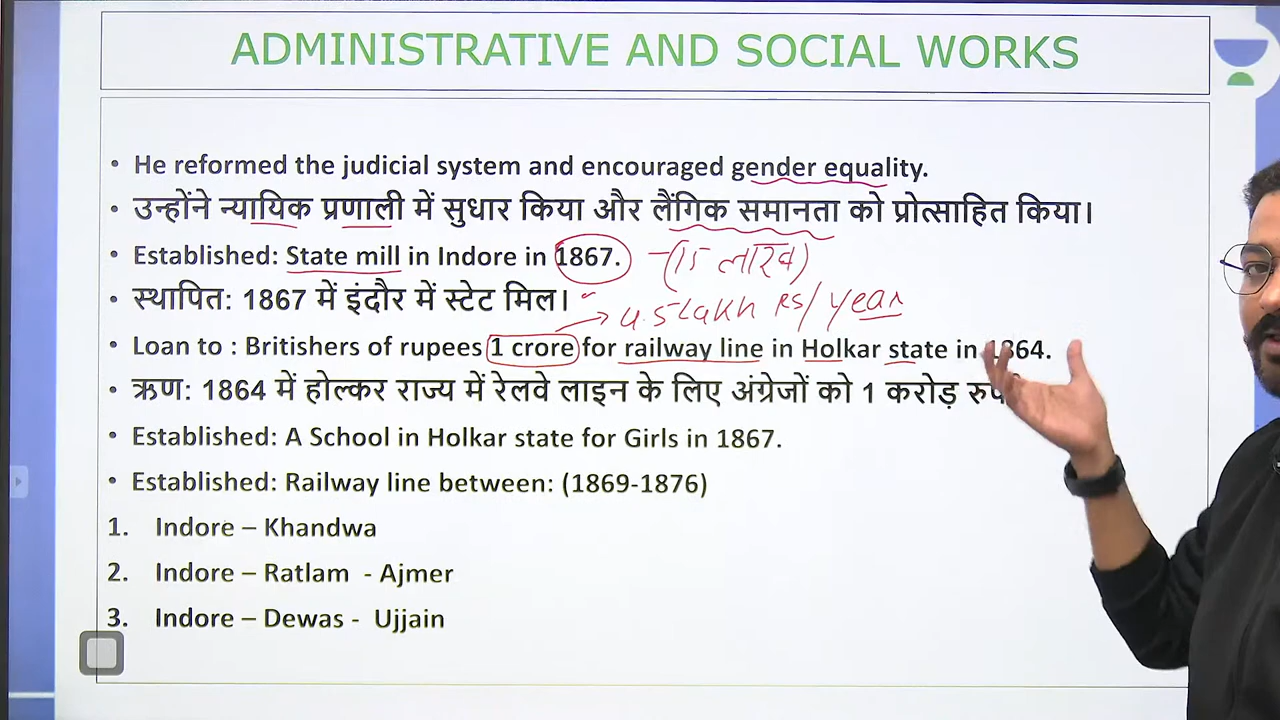 ADMINISTRATIVE AND SOCIAL WORKS
• He reformed the judicial system and encouraged gender equality.
• उन्होंने न्यायिक प्रणाली में सुधार किया और लैंगिक समानता को प्रोत्साहित किया।
• Established: State mill in Indore in 1867. – (15 लाख)
• स्थापित: 1867 में इंदौर में स्टेट मिल।
4.5 Lakh RS/year
• Loan to : Britishers of rupees 1 crore for railway line in Holkar state in 1864.
• ऋण: 1864 में होल्कर राज्य में रेलवे लाइन के लिए अंग्रेजों को 1 करोड़
• Established: A School in Holkar state for Girls in 1867.
• Established: Railway line between: (1869-1876)
1. Indore – Khandwa
2. Indore – Ratlam - Ajmer
3. Indore – Dewas - Ujjain